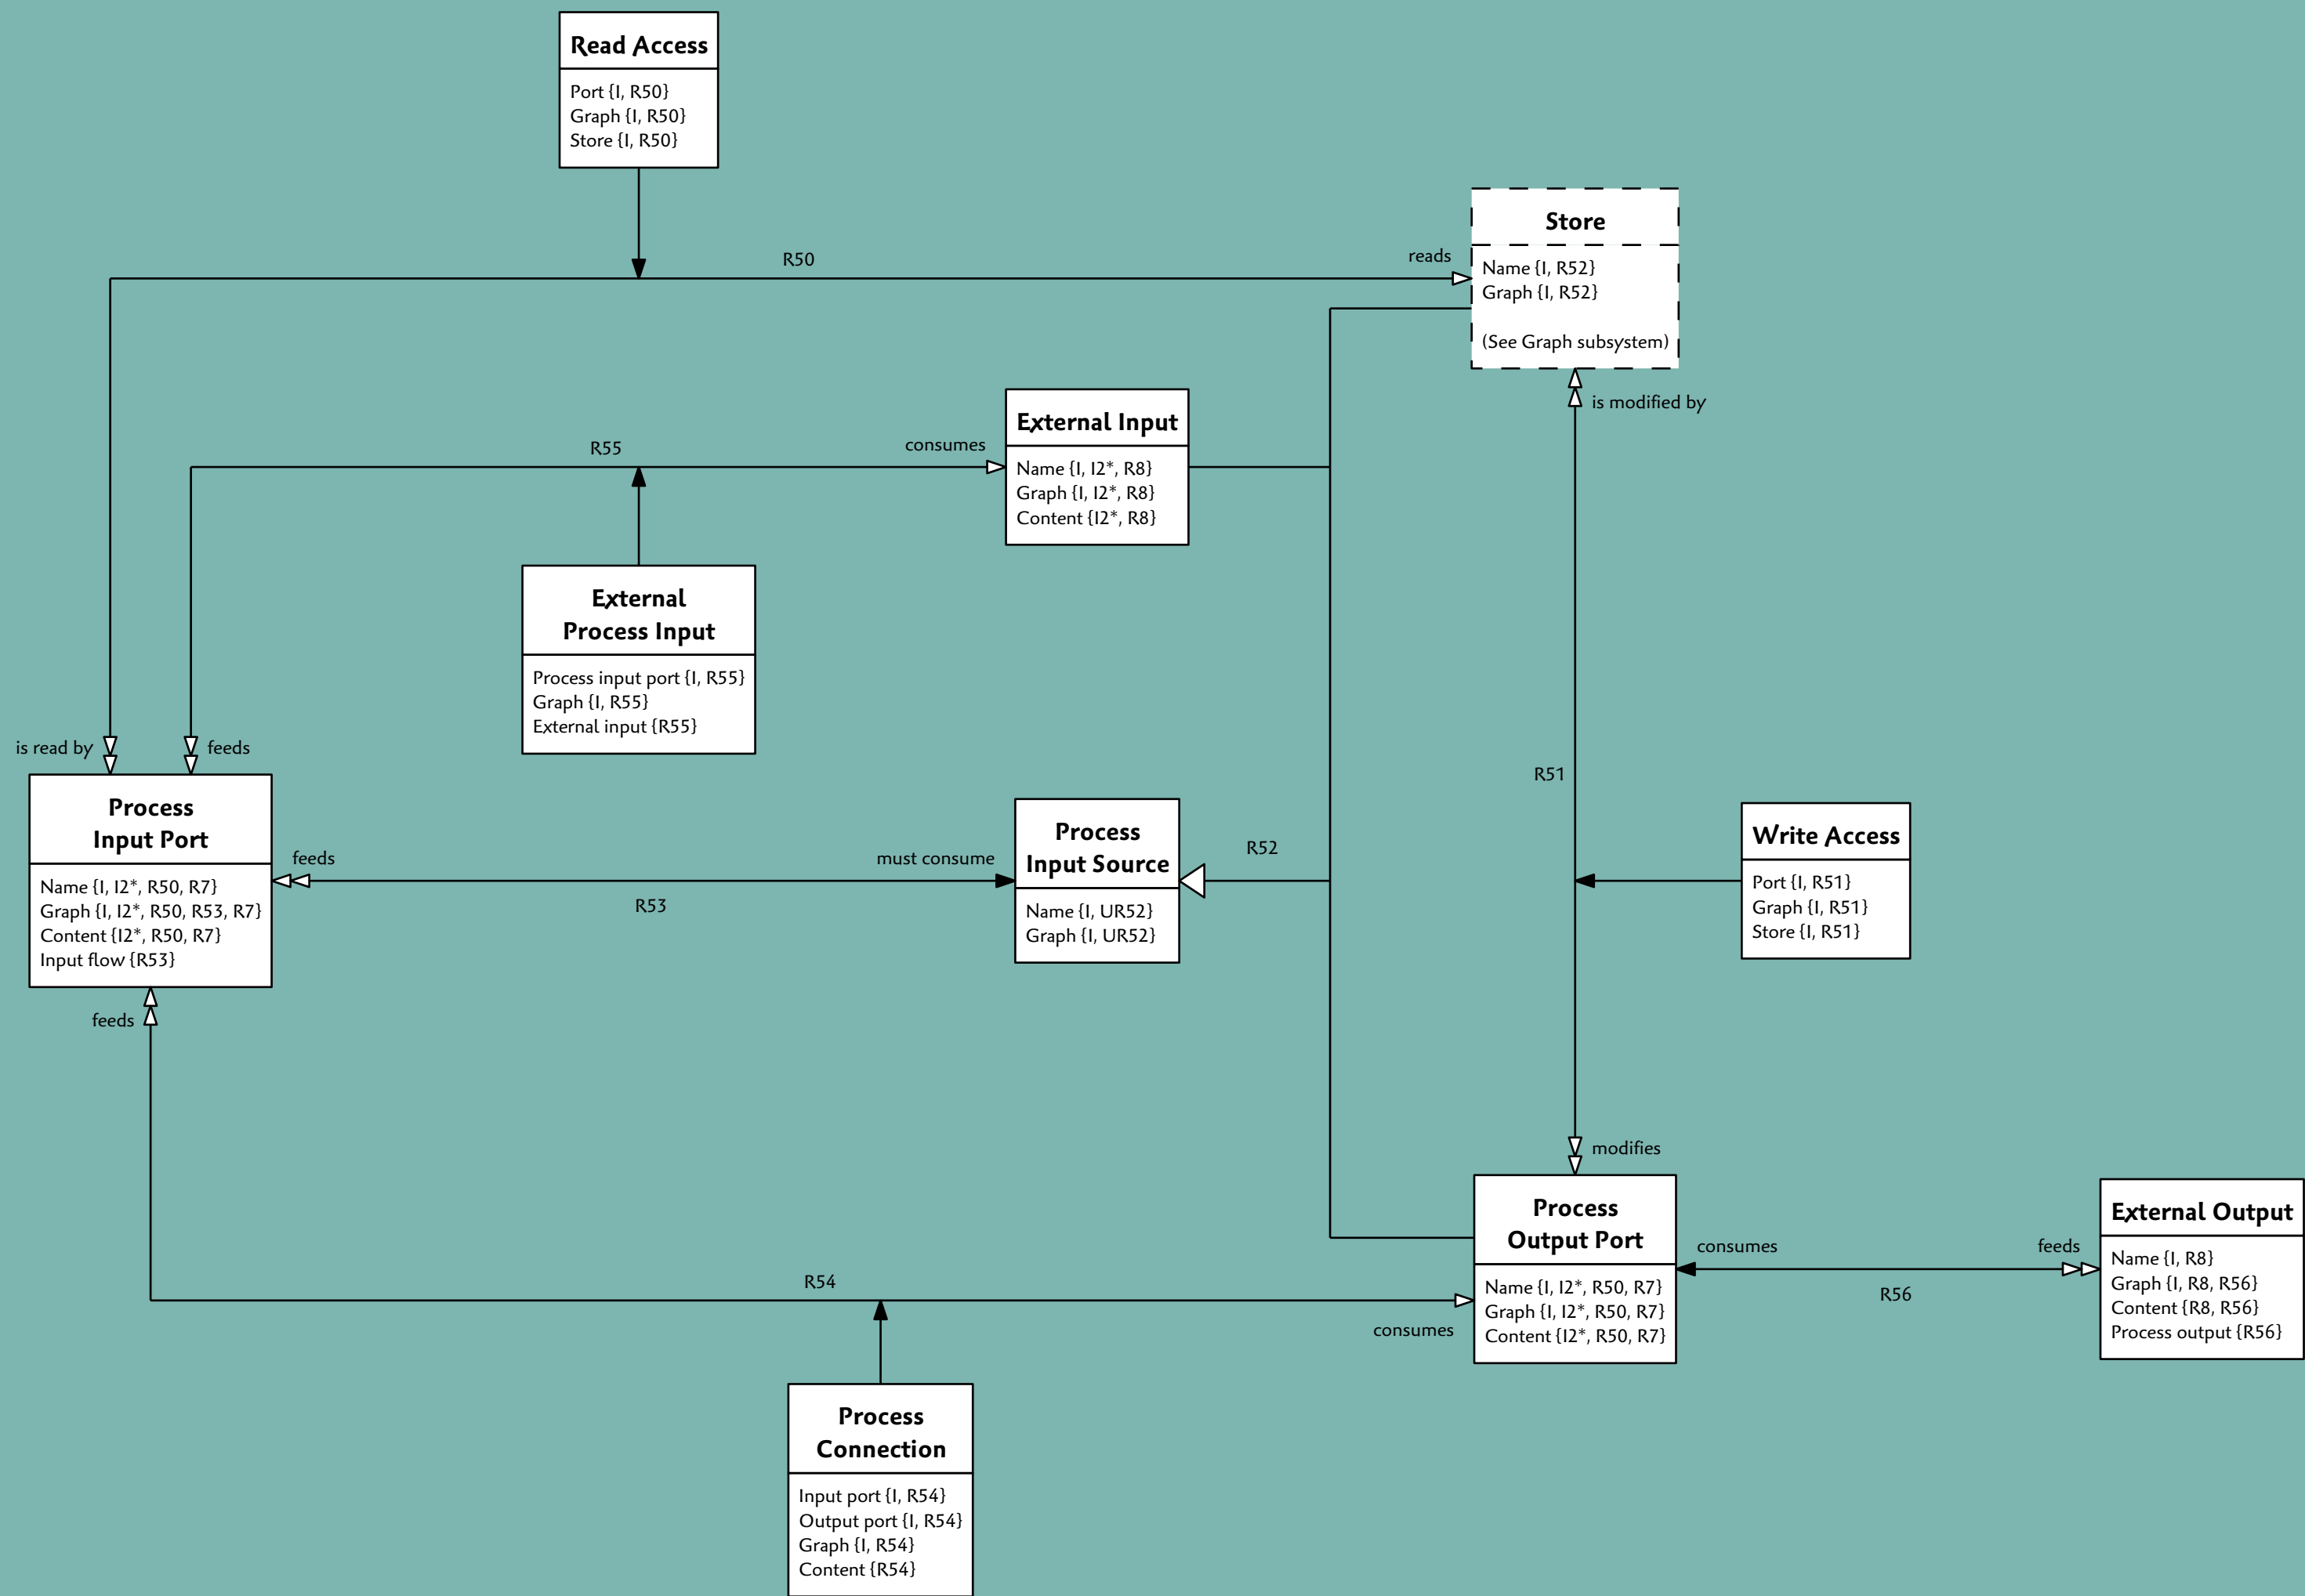 Read Access
Port {I, R50}
Graph {I, R50}
Store {I, R50}
Store
Name {I, R52}
Graph {I, R52}
(See Graph subsystem)
R50
reads
is modified by
External Input
Name {I, I2*, R8}
Graph {I, I2*, R8}
Content {I2*, R8}
R55
consumes
External
Process Input
Process input port {I, R55}
Graph {I, R55}
External input {R55}
is read by
feeds
Process
Input Port
Name {I, I2*, R50, R7}
Graph {I, I2*, R50, R53, R7}
Content {I2*, R50, R7}
Input flow {R53}
feeds
must consume
R53
Process
Input Source
Name {I, UR52}
Graph {I, UR52}
R52
R51
Write Access
Port {I, R51}
Graph {I, R51}
Store {I, R51}
feeds
modifies
Process
Output Port
Name {I, I2*, R50, R7}
Graph {I, I2*, R50, R7}
Content {I2*, R50, R7}
consumes
feeds
R56
External Output
Name {I, R8}
Graph {I, R8, R56}
Content {R8, R56}
Process output {R56}
R54
consumes
Process
Connection
Input port {I, R54}
Output port {I, R54}
Graph {I, R54}
Content {R54}